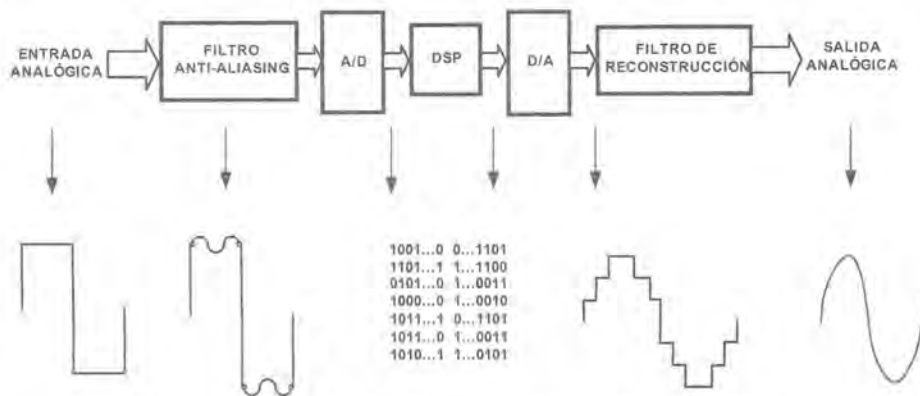 ENTRADA
ANALÓGICA
FILTRO
ANTI-ALIASING
A/D
DSP
D/A
FILTRO DE
RECONSTRUCCIÓN
SALIDA
ANALÓGICA
1001...0 0...1101
1101...1 1...1100
0101...0 1...0011
1000...0 1...0010
1011...1 0...1101
1011...0 1...0011
1010...1 1...0101